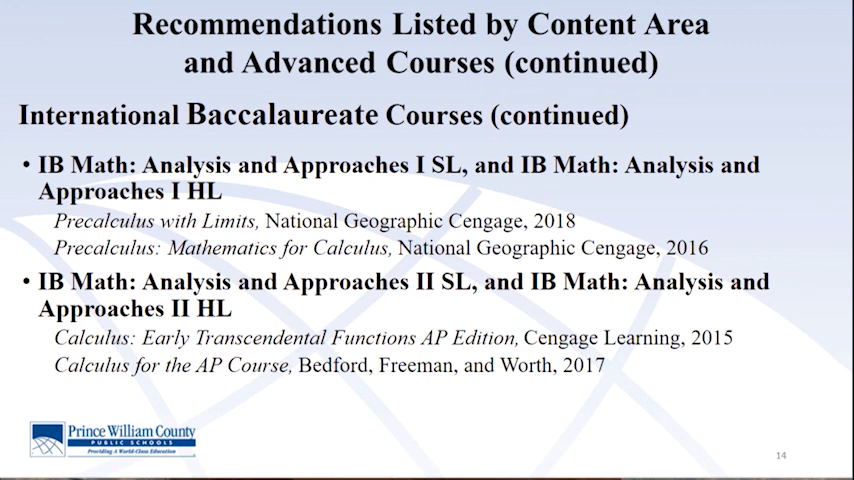 Recommendations Listed by Content Area
and Advanced Courses (continued)
International Baccalaureate Courses (continued)
• IB Math: Analysis and Approaches I SL, and IB Math: Analysis and
Approaches I HL
Precalculus with Limits, National Geographic Cengage, 2018
Precalculus: Mathematics for Calculus, National Geographic Cengage, 2016
• IB Math: Analysis and Approaches II SL, and IB Math: Analysis and
Approaches II HL
Calculus: Early Transcendental Functions AP Edition, Cengage Learning, 2015
Calculus for the AP Course, Bedford, Freeman, and Worth, 2017
Prince William County
PUBLIC SCHOOLS
Providing A World-Class Education
14